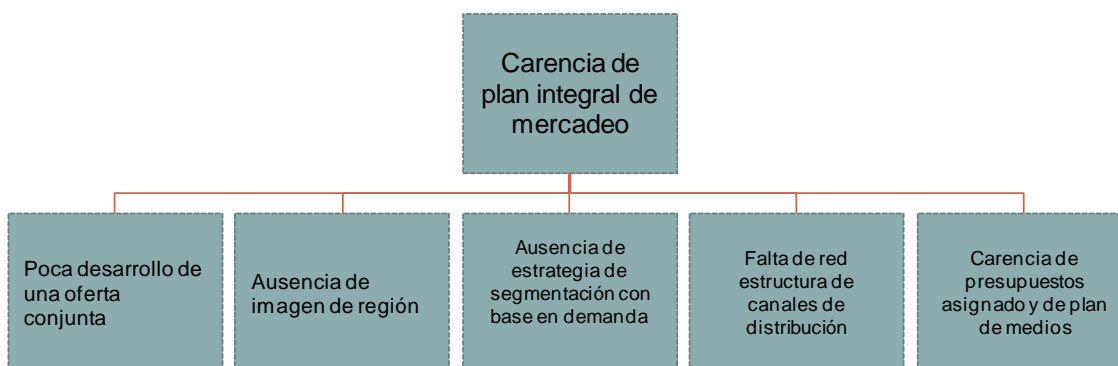 Carencia de
plan integral de
mercadeo
Poca desarrollo de
una oferta
conjunta
Ausencia de
imagen de región
Ausencia de
estrategia de
segmentación con
base en demanda
Falta de red
estructura de
canales de
distribución
Carencia de
presupuestos
asignado y de plan
de medios